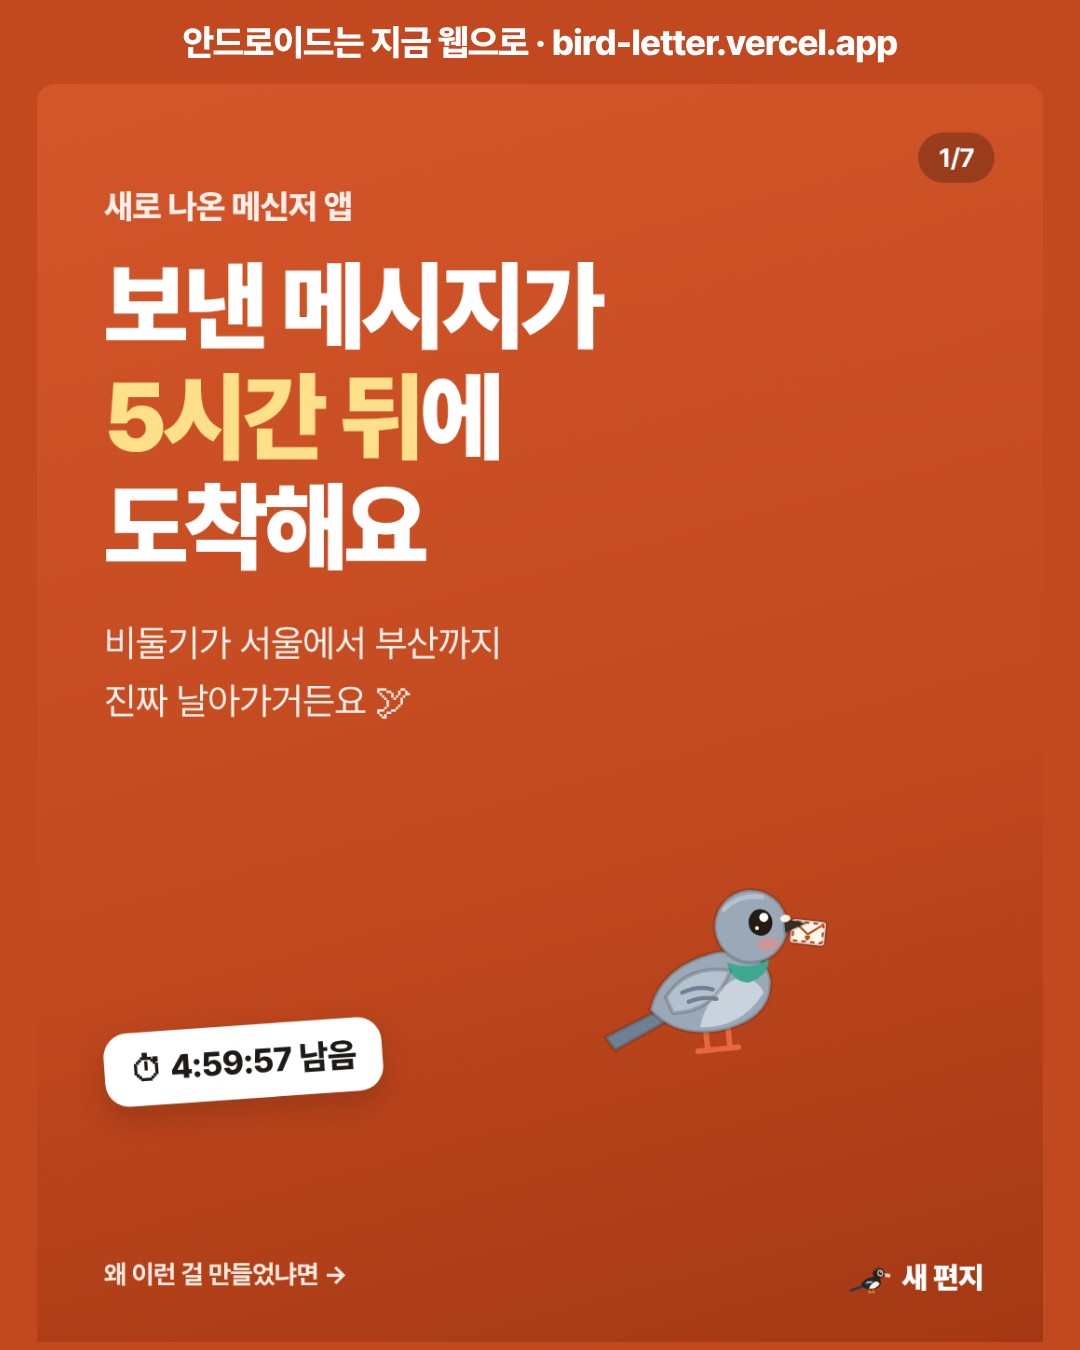 안드로이드는 지금 웹으로 · bird-letter.vercel.app
1/7
새로 나온 메신저 앱
보낸 메시지가
5시간 뒤에
도착해요
비둘기가 서울에서 부산까지
진짜 날아가거든요 🕊
⏱ 4:59:57 남음
왜 이런 걸 만들었냐면 →
새 편지